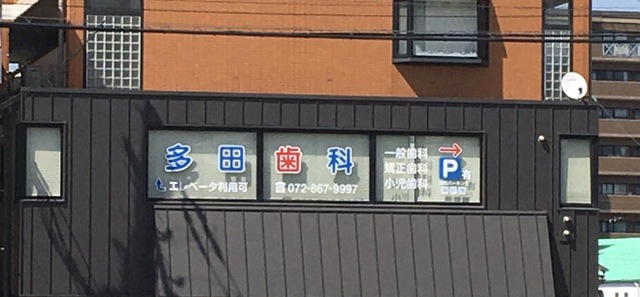 多田歯科
エレベータ利用可
☎072-867-9997
一般歯科
矯正歯科
小児歯科
→
P有